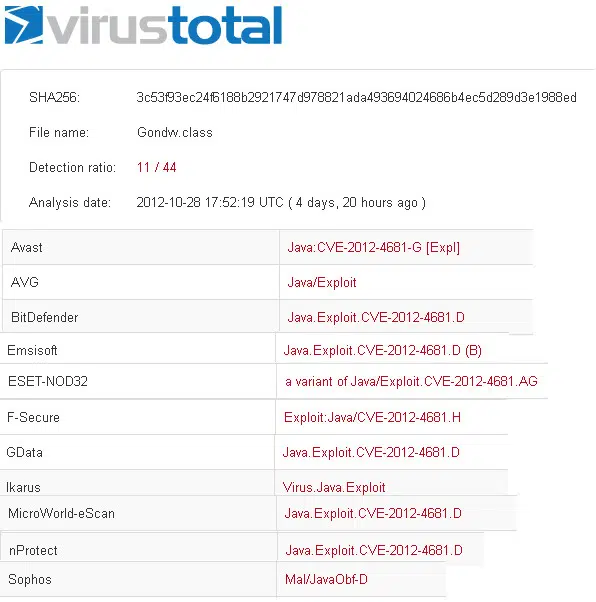 virustotal
SHA256: 3c53f93ec24f6188b2921747d978821ada493694024686b4ec5d289d3e1988ed
File name: Gondw.class
Detection ratio: 11 / 44
Analysis date: 2012-10-28 17:52:19 UTC ( 4 days, 20 hours ago )
Avast Java:CVE-2012-4681-G [Expl]
AVG Java/Exploit
BitDefender Java.Exploit.CVE-2012-4681.D
Emsisoft Java.Exploit.CVE-2012-4681.D (B)
ESET-NOD32 a variant of Java/Exploit.CVE-2012-4681.AG
F-Secure Exploit:Java/CVE-2012-4681.H
GData Java.Exploit.CVE-2012-4681.D
Ikarus Virus.Java.Exploit
MicroWorld-eScan Java.Exploit.CVE-2012-4681.D
nProtect Java.Exploit.CVE-2012-4681.D
Sophos Mal/JavaObf-D